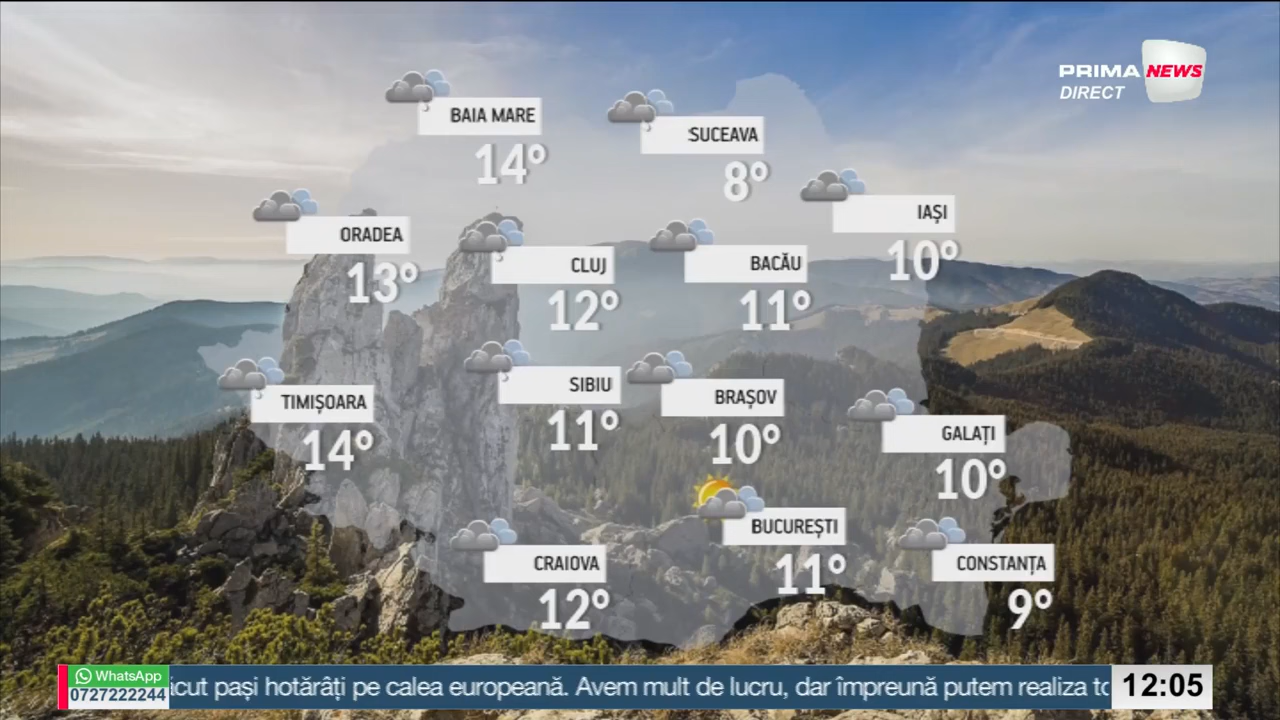 PRIMA NEWS
DIRECT
BAIA MARE
14°
SUCEAVA
8°
IAȘI
10°
ORADEA
13°
CLUJ
12°
BACĂU
11°
TIMIȘOARA
14°
SIBIU
11°
BRAȘOV
10°
GALAȚI
10°
BUCUREȘTI
11°
CRAIOVA
12°
CONSTANȚA
9°
WhatsApp
0727222244
pași hotărâți pe calea europeană. Avem mult de lucru, dar împreună putem realiza
12:05